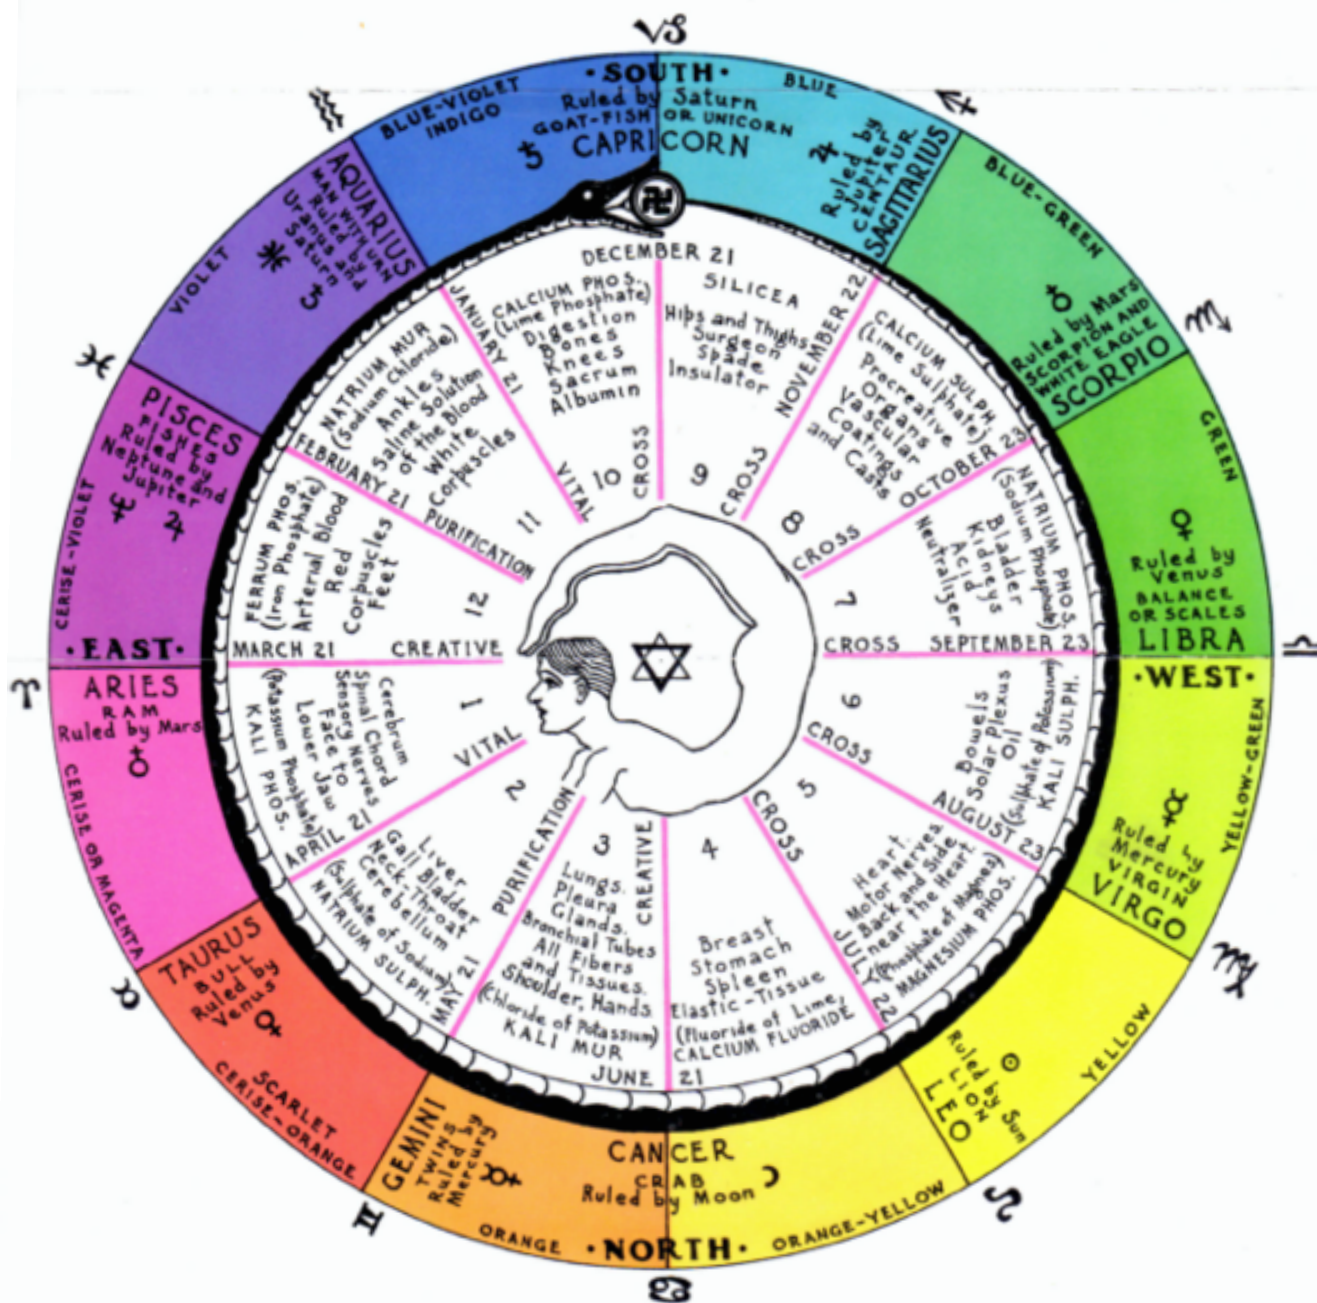 · SOUTH ·
Ruled by Saturn
GOAT-FISH OR UNICORN
CAPRICORN
♄
BLUE
♃
Ruled by
Jupiter
CENTAUR
SAGITTARIUS
BLUE-GREEN
♂
Ruled by Mars
SCORPION AND
WHITE EAGLE
SCORPIO
GREEN
♀
Ruled by
Venus
BALANCE
OR SCALES
LIBRA
· WEST ·
YELLOW-GREEN
☿
Ruled by
Mercury
VIRGIN
VIRGO
YELLOW
☉
Ruled by Sun
LION
LEO
ORANGE-YELLOW
CANCER
CRAB
Ruled by Moon
☽
· NORTH ·
ORANGE
GEMINI
TWINS
Ruled by
Mercury
☿
TAURUS
BULL
Ruled by
Venus
♀
SCARLET
CERISE-ORANGE
ARIES
RAM
Ruled by Mars
♂
CERISE OR MAGENTA
· EAST ·
CERISE-VIOLET
PISCES
FISHES
Ruled by
Neptune and
Jupiter
♆ ♃
VIOLET
AQUARIUS
MAN WITH URN
Ruled by
Uranus and
Saturn
♄
BLUE-VIOLET
INDIGO
♑
♐
♏
♎
♍
♌
♋
♊
♉
♈
♓
♒
卐
DECEMBER 21
CROSS
SILICEA
Hips and Thighs
Surgeon
Spade
Insulator
9
NOVEMBER 22
CROSS
CALCIUM SULPH.
(Lime Sulphate)
Procreative
Organs
Vascular
Coatings
and Casts
8
OCTOBER 23
CROSS
NATRIUM PHOS.
(Sodium Phosphate)
Bladder
Kidneys
Acid
Neutralizer
7
CROSS SEPTEMBER 23
6
Bowels
Solar Plexus
Oil
(Sulphate of Potassium)
KALI SULPH.
CROSS
AUGUST 23
5
Heart.
Motor Nerves
Back and Side
near the Heart.
(Phosphate of Magnes)
MAGNESIUM PHOS.
CROSS
JULY 22
4
Breast
Stomach
Spleen
Elastic-Tissue
(Fluoride of Lime,
CALCIUM FLUORIDE
CREATIVE
JUNE 21
3
Lungs.
Pleura
Glands.
Bronchial Tubes
All Fibers
and Tissues.
Shoulder, Hands.
(Chloride of Potassium)
KALI MUR
PURIFICATION
MAY 21
2
Liver
Gall Bladder
Neck-Throat
Cerebellum
(Sulphate of Sodium)
NATRIUM SULPH.
VITAL
APRIL 21
1
Cerebrum
Spinal Chord
Sensory Nerves
Face to
Lower Jaw
(Potassium Phosphate)
KALI PHOS.
MARCH 21 CREATIVE
12
FERRUM PHOS.
(Iron Phosphate)
Arterial Blood
Red
Corpuscles
Feet
FEBRUARY 21
PURIFICATION
11
NATRIUM MUR
(Sodium Chloride)
Ankles
Saline Solution
of the Blood
White
Corpuscles
JANUARY 21
VITAL
10
CALCIUM PHOS.
(Lime Phosphate)
Digestion
Bones
Knees
Sacrum
Albumin